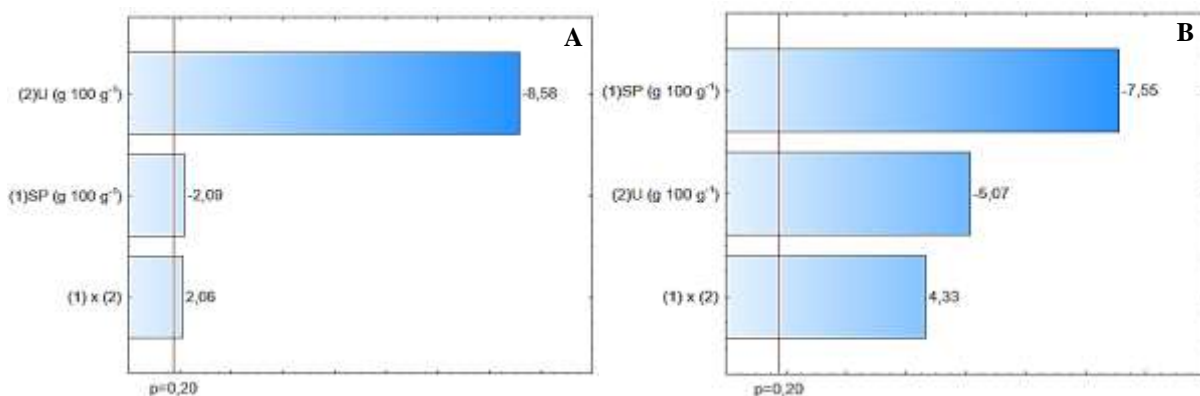 A
(2)U (g 100 g⁻¹)
-8,58
(1)SP (g 100 g⁻¹)
-2,09
(1) x (2)
2,06
p=0,20
B
(1)SP (g 100 g⁻¹)
-7,55
(2)U (g 100 g⁻¹)
-5,07
(1) x (2)
4,33
p=0,20